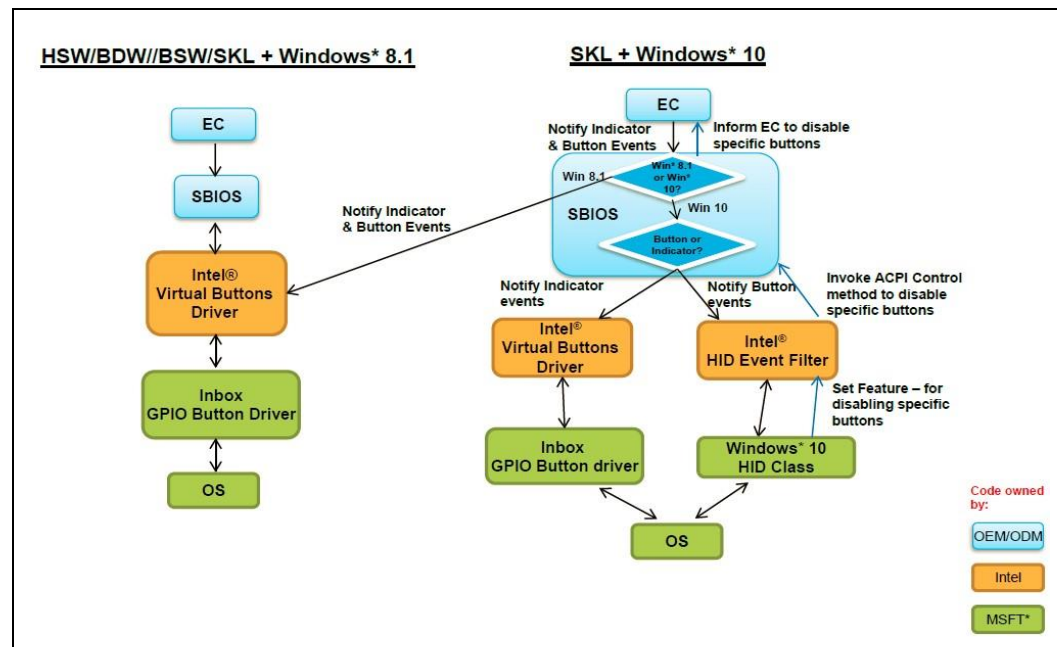 HSW/BDW//BSW/SKL + Windows* 8.1
EC
SBIOS
Intel®
Virtual Buttons
Driver
Inbox
GPIO Button Driver
OS
SKL + Windows* 10
EC
Notify Indicator
& Button Events
Inform EC to disable
specific buttons
Win 8.1
Win* 8.1
or Win*
10?
SBIOS
Win 10
Button or
Indicator?
Notify Indicator
& Button Events
Notify Indicator
events
Notify Button
events
Invoke ACPI Control
method to disable
specific buttons
Intel®
Virtual Buttons
Driver
Intel®
HID Event Filter
Set Feature – for
disabling specific
buttons
Inbox
GPIO Button driver
Windows* 10
HID Class
OS
Code owned
by:
OEM/ODM
Intel
MSFT*